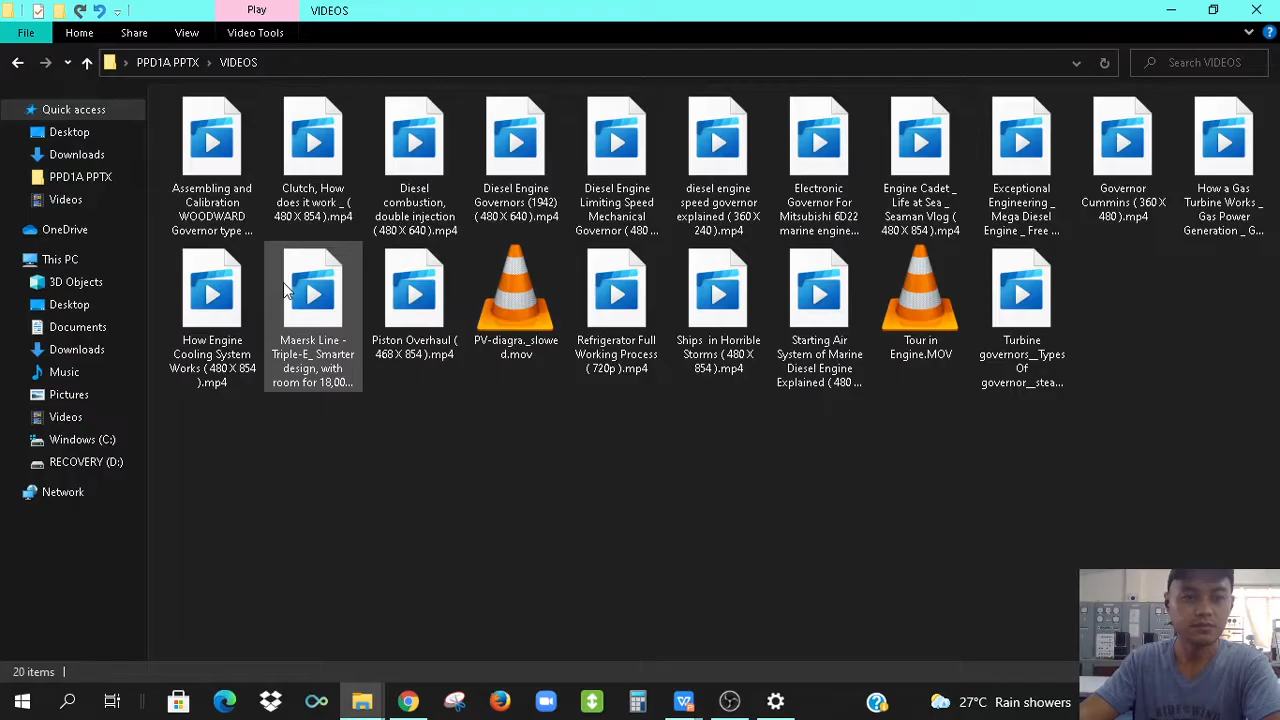 Play
VIDEOS
File
Home
Share
View
Video Tools
PPD1A PPTX
VIDEOS
Search VIDEOS
Quick access
Desktop
Downloads
PPD1A PPTX
Videos
OneDrive
This PC
3D Objects
Desktop
Documents
Downloads
Music
Pictures
Videos
Windows (C:)
RECOVERY (D:)
Network
Assembling and
Calibration
WOODWARD
Governor type ...
Clutch, How
does it work _ (
480 X 854 ).mp4
Diesel
combustion,
double injection
( 480 X 640 ).mp4
Diesel Engine
Governors (1942)
( 480 X 640 ).mp4
Diesel Engine
Limiting Speed
Mechanical
Governor ( 480 ...
diesel engine
speed governor
explained ( 360 X
240 ).mp4
Electronic
Governor For
Mitsubishi 6D22
marine engine...
Engine Cadet _
Life at Sea _
Seaman Vlog (
480 X 854 ).mp4
Exceptional
Engineering _
Mega Diesel
Engine _ Free ...
Governor
Cummins ( 360 X
480 ).mp4
How a Gas
Turbine Works _
Gas Power
Generation _ G...
How Engine
Cooling System
Works ( 480 X 854
).mp4
Maersk Line -
Triple-E_ Smarter
design, with
room for 18,00...
Piston Overhaul (
468 X 854 ).mp4
PV-diagra,_slowe
d.mov
Refrigerator Full
Working Process
( 720p ).mp4
Ships in Horrible
Storms ( 480 X
854 ).mp4
Starting Air
System of Marine
Diesel Engine
Explained ( 480 ...
Tour in
Engine.MOV
Turbine
governors__Types
Of
governor__stea...
20 items
27°C Rain showers